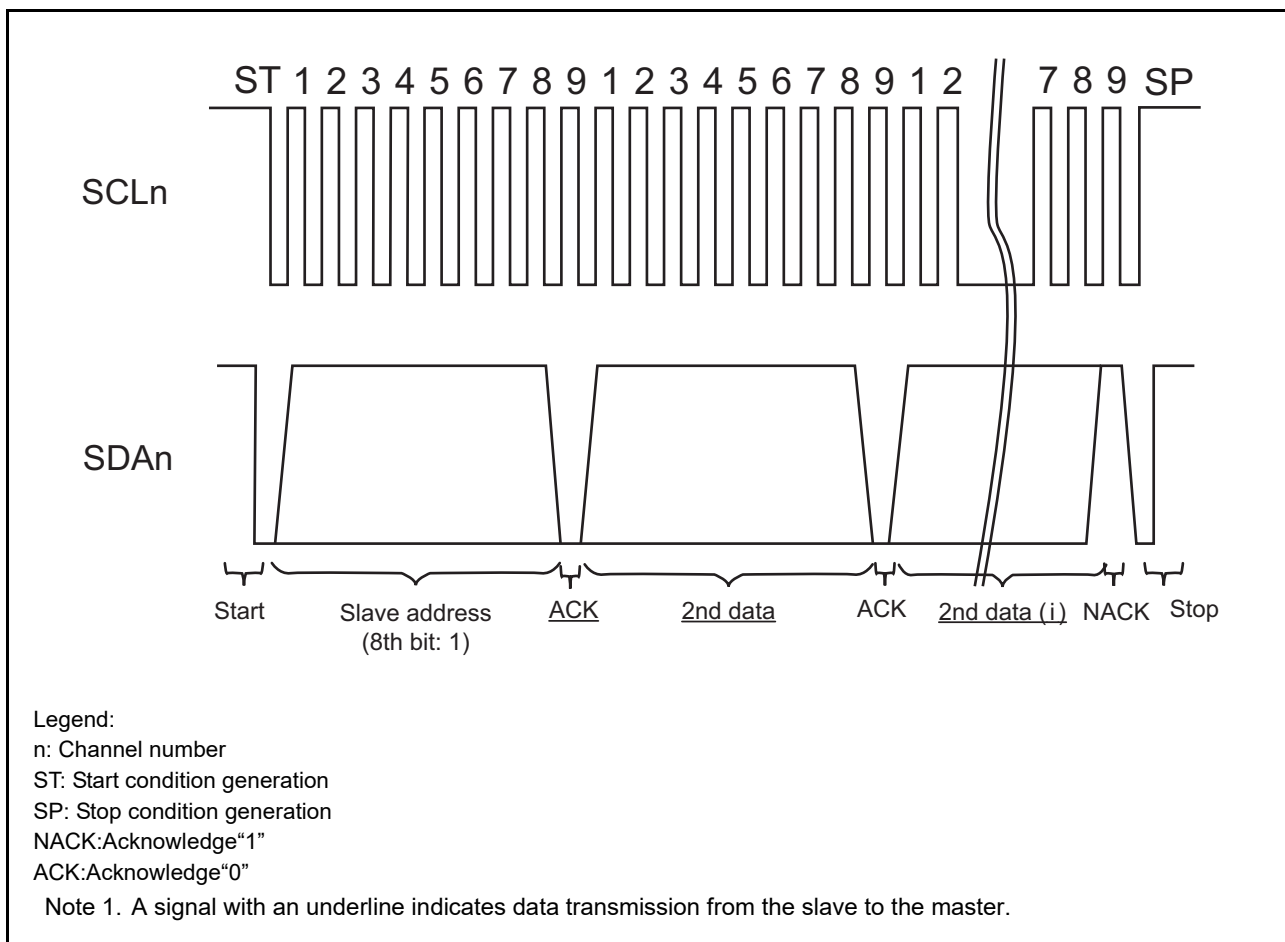 ST 1 2 3 4 5 6 7 8 9 1 2 3 4 5 6 7 8 9 1 2 7 8 9 SP
SCLn
SDAn
Start Slave address ACK 2nd data ACK 2nd data (i) NACK Stop
(8th bit: 1)
Legend:
n: Channel number
ST: Start condition generation
SP: Stop condition generation
NACK:Acknowledge“1”
ACK:Acknowledge“0”
Note 1. A signal with an underline indicates data transmission from the slave to the master.